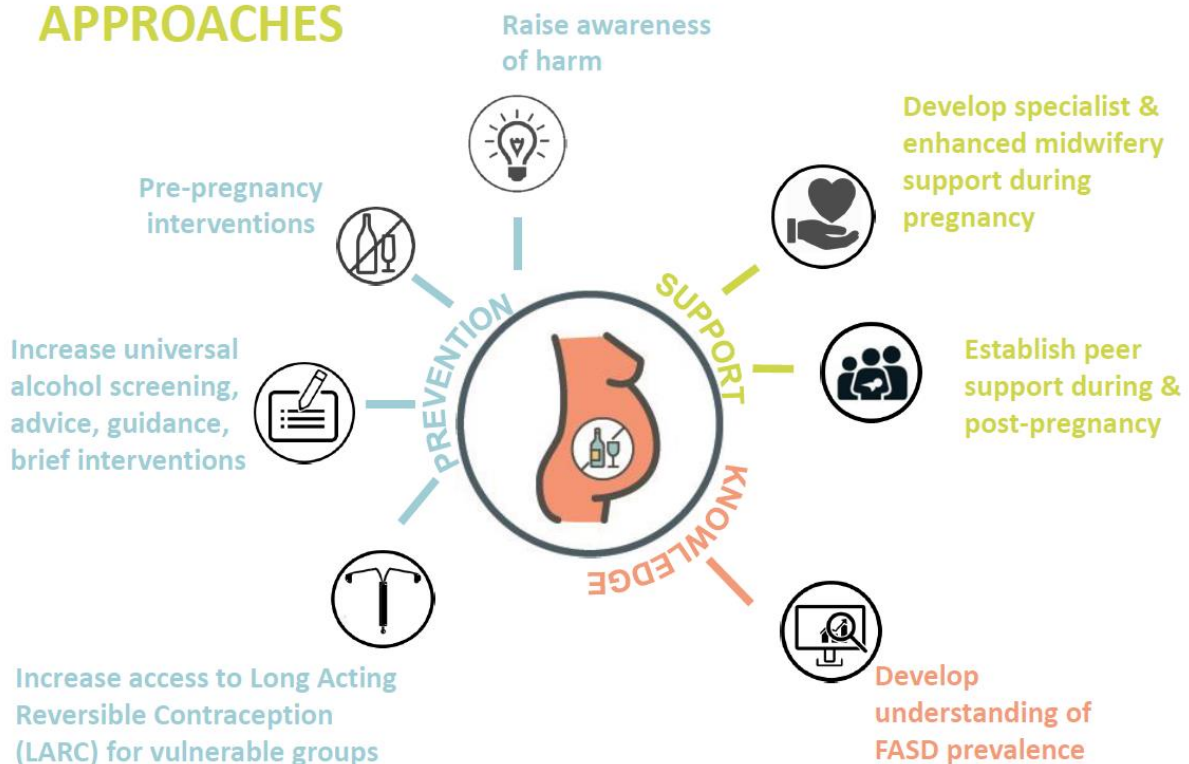 APPROACHES
Raise awareness
of harm
Pre-pregnancy
interventions
Increase universal
alcohol screening,
advice, guidance,
brief interventions
Increase access to Long Acting
Reversible Contraception
(LARC) for vulnerable groups
PREVENTION
SUPPORT
KNOWLEDGE
Develop specialist &
enhanced midwifery
support during
pregnancy
Establish peer
support during &
post-pregnancy
Develop
understanding of
FASD prevalence